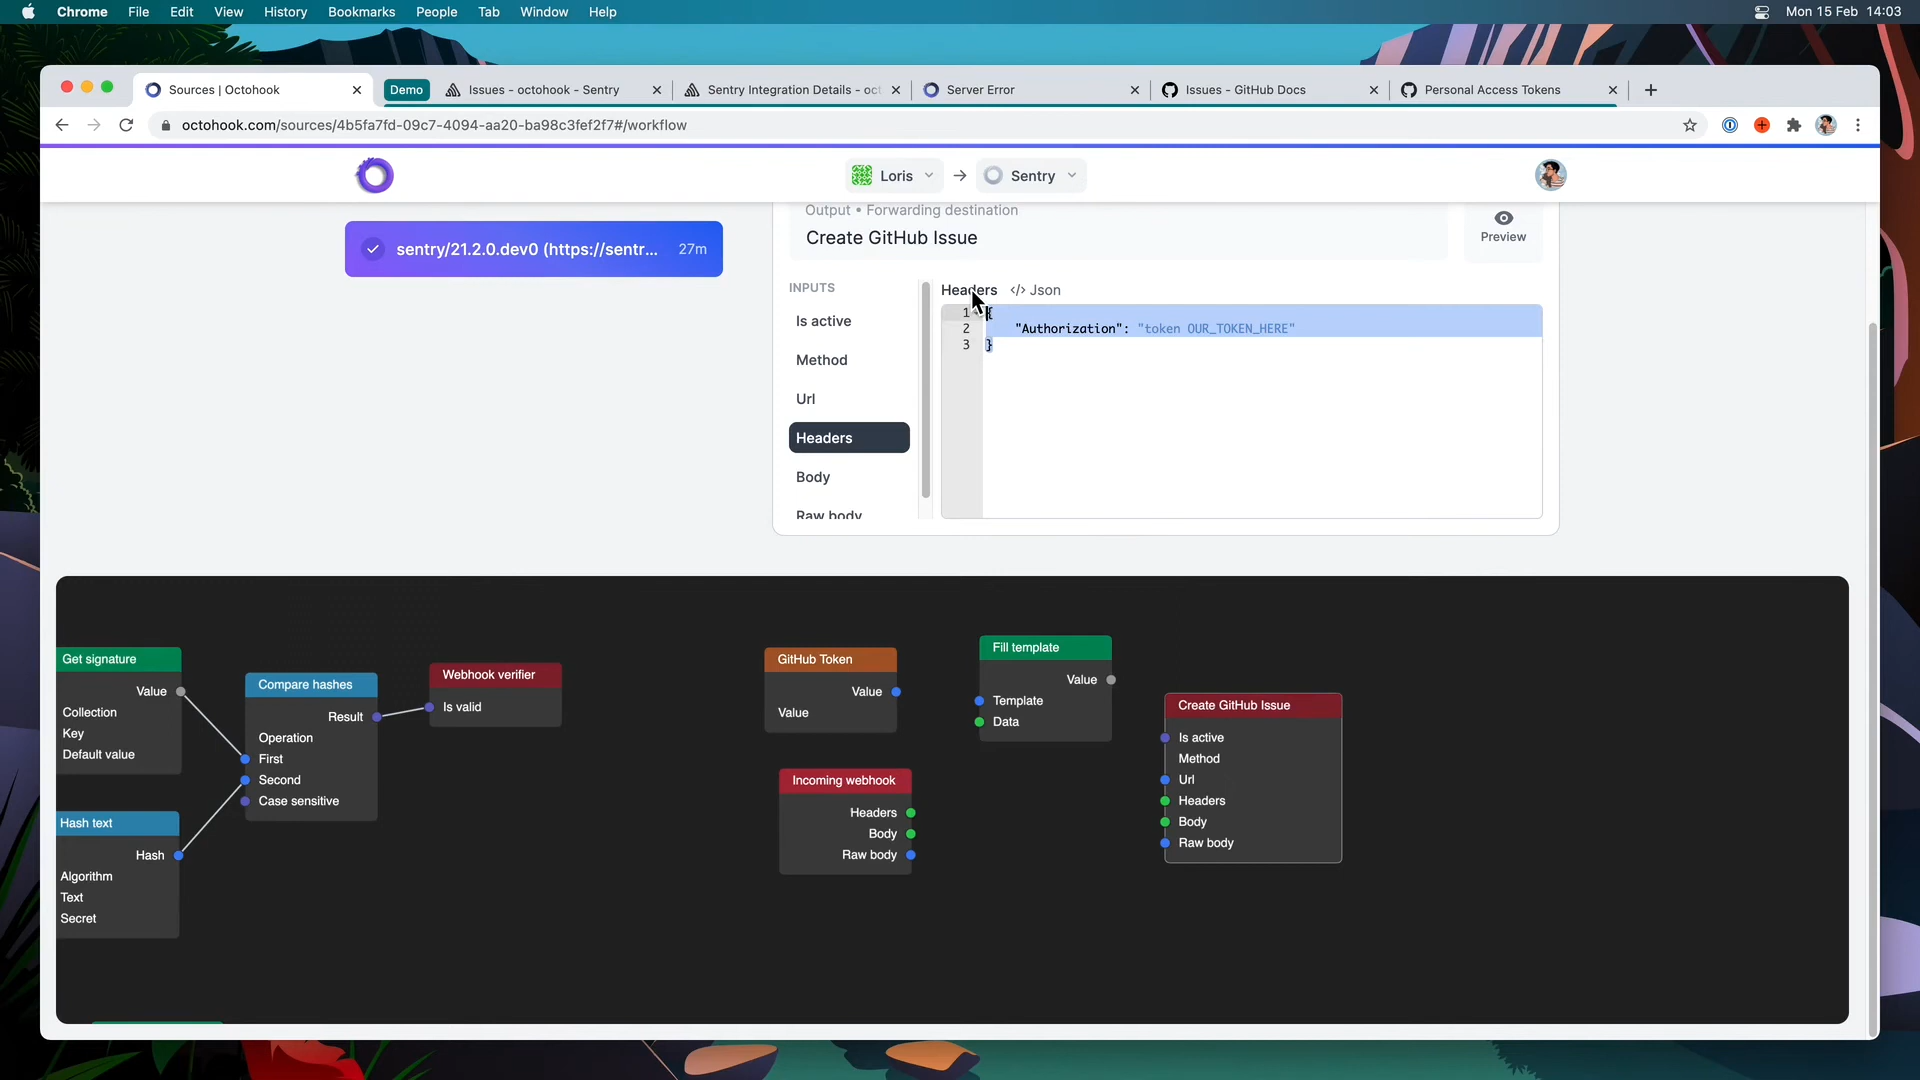 Chrome File Edit View History Bookmarks People Tab Window Help
Mon 15 Feb 14:03
Sources | Octohook
Demo
Issues - octohook - Sentry
Sentry Integration Details - oct
Server Error
Issues - GitHub Docs
Personal Access Tokens
octohook.com/sources/4b5fa7fd-09c7-4094-aa20-ba98c3fef2f7#/workflow
Loris → Sentry
sentry/21.2.0.dev0 (https://sentr... 27m
Output • Forwarding destination
Create GitHub Issue
Preview
INPUTS
Is active
Method
Url
Headers
Body
Raw body
Headers </> Json
1 {
2 "Authorization": "token OUR_TOKEN_HERE"
3 }
Get signature
Value
Collection
Key
Default value
Hash text
Hash
Algorithm
Text
Secret
Compare hashes
Result
Operation
First
Second
Case sensitive
Webhook verifier
Is valid
GitHub Token
Value
Value
Incoming webhook
Headers
Body
Raw body
Fill template
Value
Template
Data
Create GitHub Issue
Is active
Method
Url
Headers
Body
Raw body